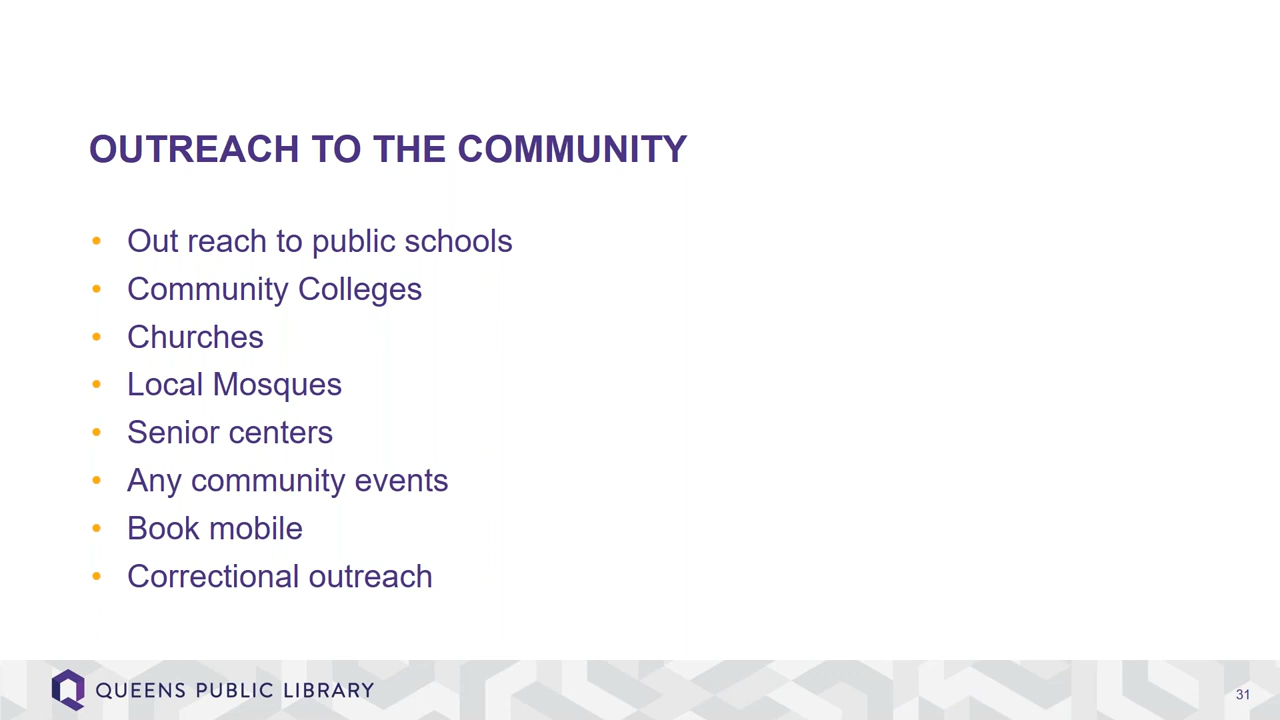 OUTREACH TO THE COMMUNITY
• Out reach to public schools
• Community Colleges
• Churches
• Local Mosques
• Senior centers
• Any community events
• Book mobile
• Correctional outreach
QUEENS PUBLIC LIBRARY
31